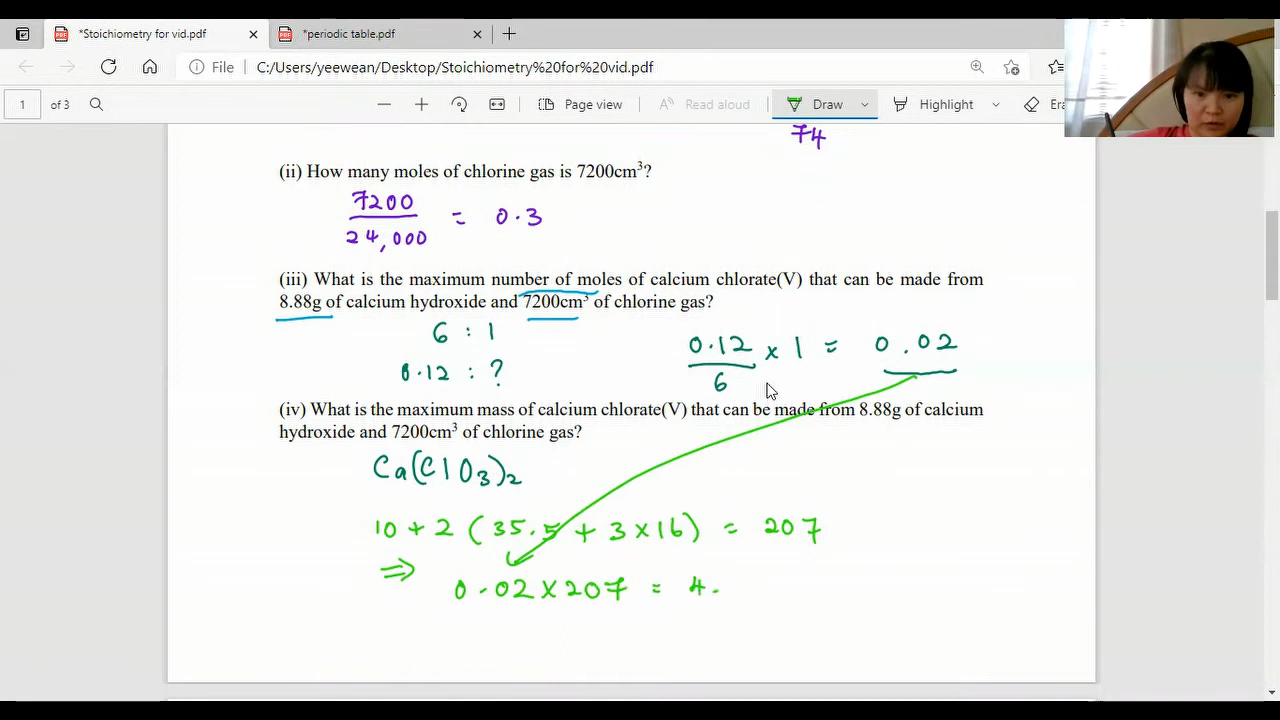 *Stoichiometry for vid.pdf
*periodic table.pdf
File C:/Users/yeewean/Desktop/Stoichiometry%20for%20vid.pdf
1 of 3 Page view Read aloud Draw Highlight Era
74
(ii) How many moles of chlorine gas is 7200cm³?
7200
24,000
= 0.3
(iii) What is the maximum number of moles of calcium chlorate(V) that can be made from
8.88g of calcium hydroxide and 7200cm³ of chlorine gas?
6 : 1
0.12 : ?
0.12
6
x 1 = 0.02
(iv) What is the maximum mass of calcium chlorate(V) that can be made from 8.88g of calcium
hydroxide and 7200cm³ of chlorine gas?
Ca(ClO₃)₂
10 + 2 (35.5 + 3 x 16) = 207
⇒ 0.02 x 207 = 4.